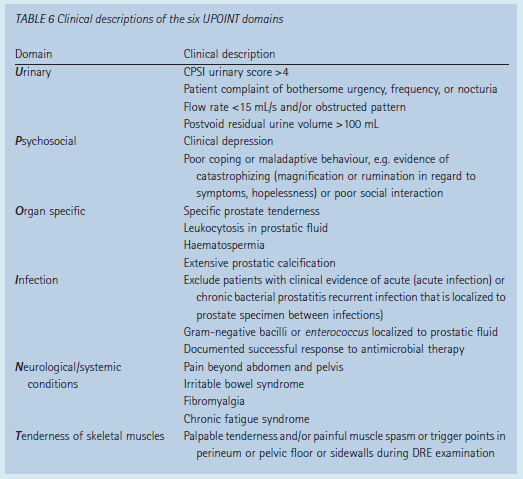 TABLE 6 Clinical descriptions of the six UPOINT domains
Domain Clinical description
Urinary CPSI urinary score >4
Patient complaint of bothersome urgency, frequency, or nocturia
Flow rate <15 mL/s and/or obstructed pattern
Postvoid residual urine volume >100 mL
Psychosocial Clinical depression
Poor coping or maladaptive behaviour, e.g. evidence of
catastrophizing (magnification or rumination in regard to
symptoms, hopelessness) or poor social interaction
Organ specific Specific prostate tenderness
Leukocytosis in prostatic fluid
Haematospermia
Extensive prostatic calcification
Infection Exclude patients with clinical evidence of acute (acute infection) or
chronic bacterial prostatitis recurrent infection that is localized to
prostate specimen between infections)
Gram-negative bacilli or enterococcus localized to prostatic fluid
Documented successful response to antimicrobial therapy
Neurological/systemic Pain beyond abdomen and pelvis
conditions Irritable bowel syndrome
Fibromyalgia
Chronic fatigue syndrome
Tenderness of skeletal muscles Palpable tenderness and/or painful muscle spasm or trigger points in
perineum or pelvic floor or sidewalls during DRE examination